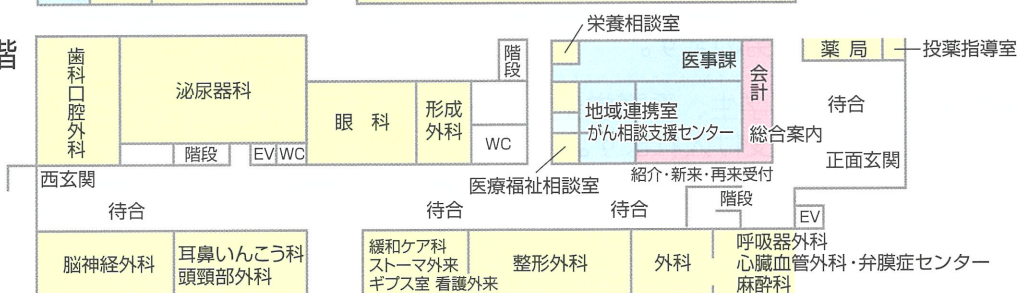 階
栄養相談室
歯科口腔外科
泌尿器科
階段
医事課
会計
薬局
投薬指導室
眼科
形成
外科
地域連携室
がん相談支援センター
待合
総合案内
階段
EV
WC
WC
正面玄関
西玄関
医療福祉相談室
紹介・新来・再来受付
階段
待合
待合
待合
EV
脳神経外科
耳鼻いんこう科
頭頸部外科
緩和ケア科
ストーマ外来
ギプス室 看護外来
整形外科
外科
呼吸器外科
心臓血管外科・弁膜症センター
麻酔科